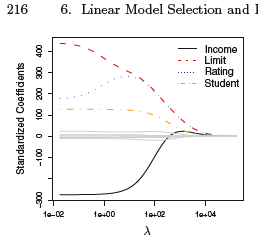 216 6. Linear Model Selection and
Income
Limit
Rating
Student
Standardized Coefficients
400
300
200
100
0
-100
-300
1e-02 1e+00 1e+02 1e+04
λ